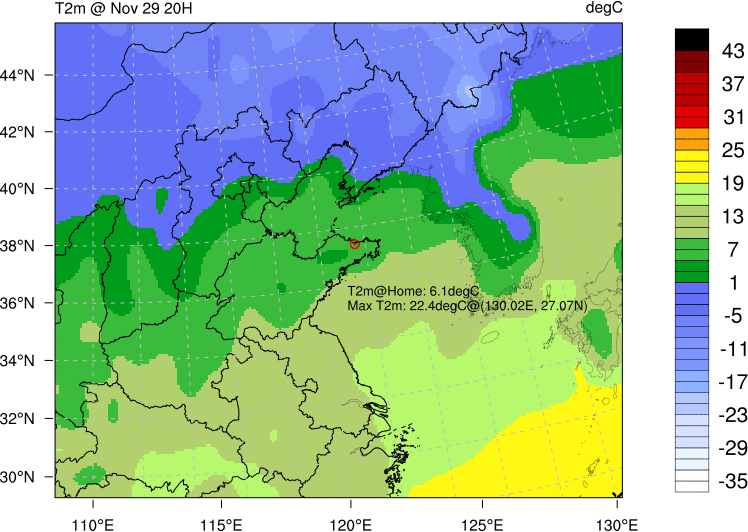 T2m @ Nov 29 20H
degC
44°N
42°N
40°N
38°N
36°N
34°N
32°N
30°N
110°E
115°E
120°E
125°E
130°E
T2m@Home: 6.1degC
Max T2m: 22.4degC@(130.02E, 27.07N)
43
37
31
25
19
13
7
1
-5
-11
-17
-23
-29
-35